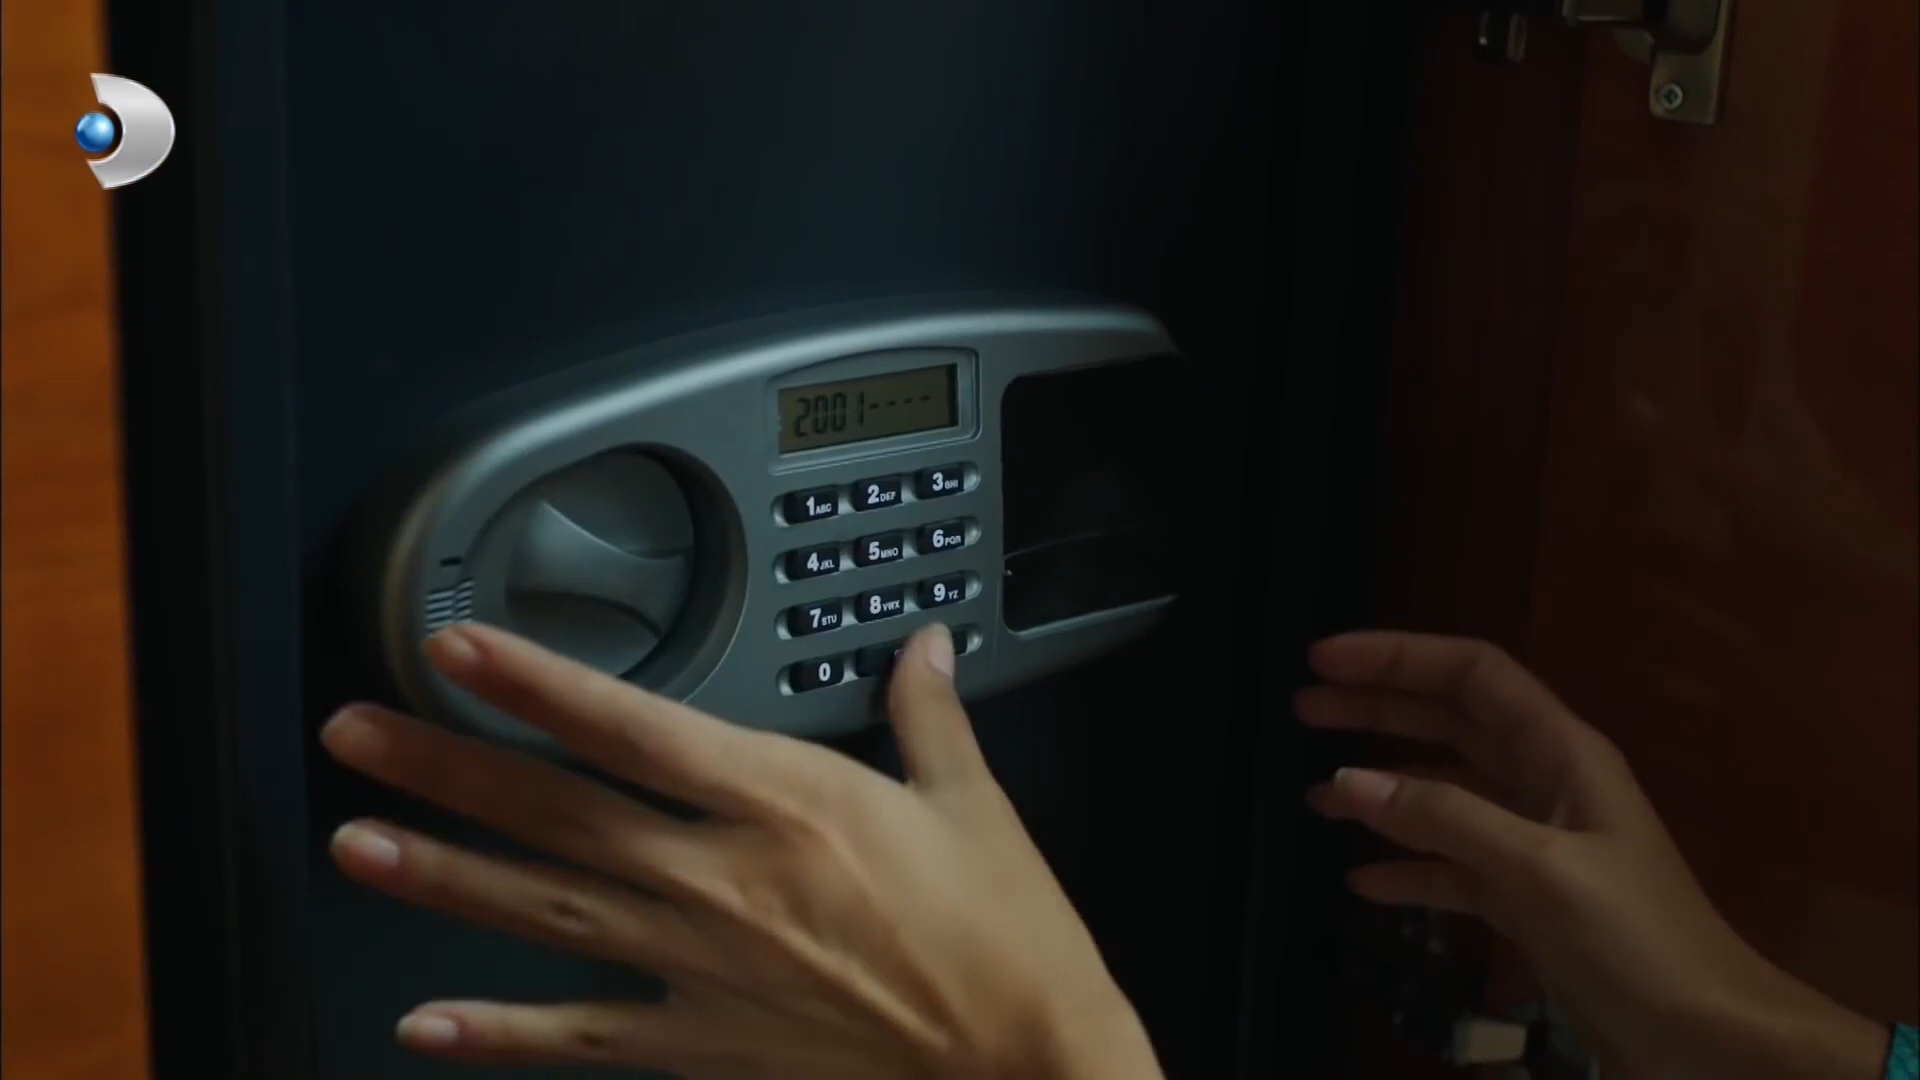 2001----
1ABC 2DEF 3GHI
4JKL 5MNO 6PQR
7STU 8VWX 9YZ
0